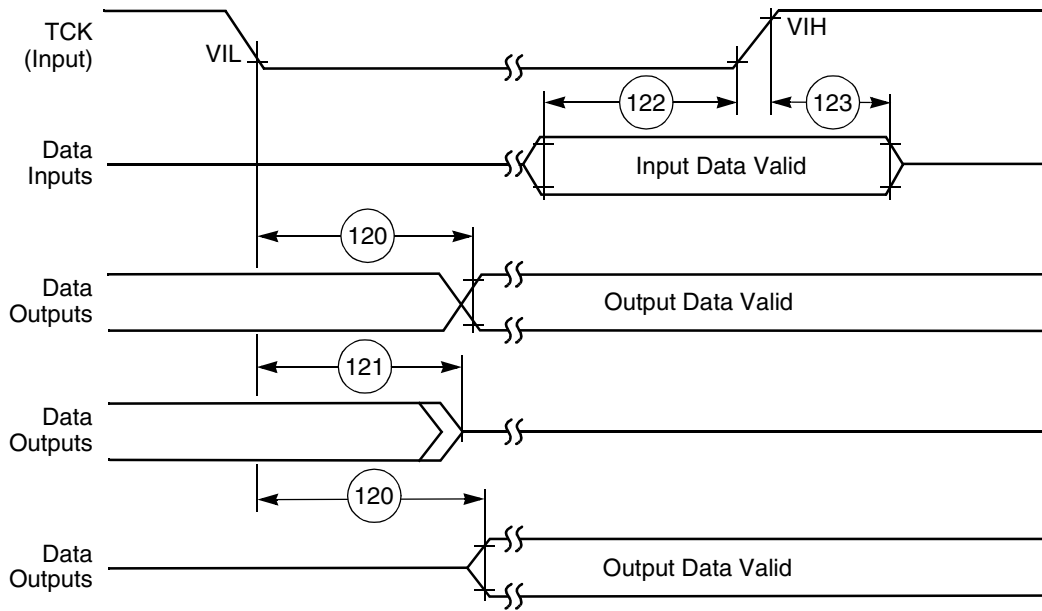 TCK
(Input)
VIL
VIH
122
123
Data
Inputs
Input Data Valid
120
Data
Outputs
Output Data Valid
121
Data
Outputs
120
Data
Outputs
Output Data Valid